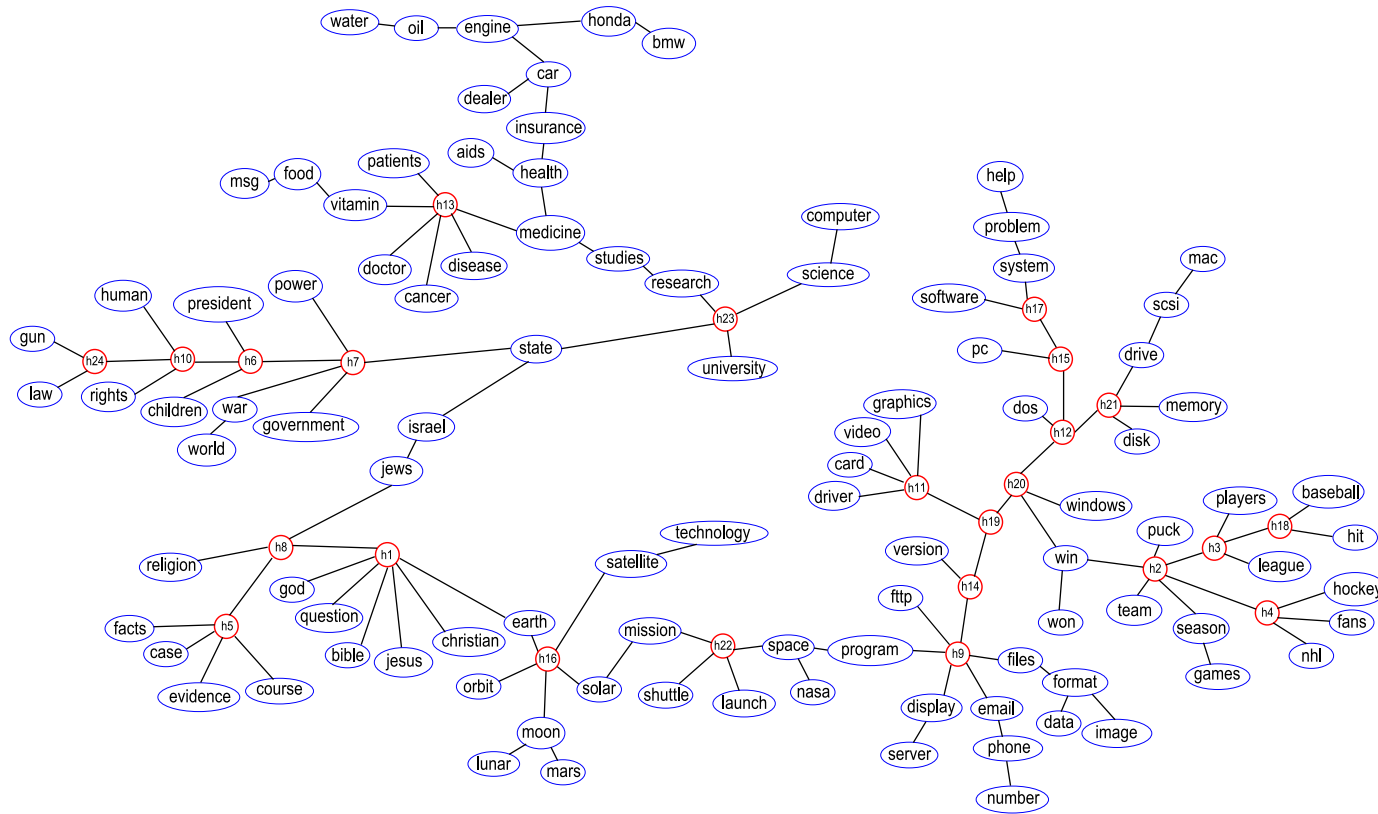 water
oil
engine
honda
bmw
car
dealer
insurance
aids
health
patients
food
msg
vitamin
h13
medicine
doctor
disease
cancer
studies
research
computer
science
h23
university
human
president
power
gun
h24
h10
h6
h7
state
law
rights
children
war
world
government
israel
jews
help
problem
system
software
h17
mac
scsi
pc
h15
drive
dos
h21
memory
h12
disk
graphics
video
card
driver
h11
h20
windows
h19
version
h14
players
baseball
h18
hit
puck
h3
league
win
h2
team
won
season
games
h4
hockey
fans
nhl
religion
h8
h1
god
question
bible
jesus
christian
earth
facts
h5
case
evidence
course
technology
satellite
h16
orbit
solar
moon
lunar
mars
mission
h22
shuttle
launch
space
nasa
program
fttp
h9
files
format
data
image
display
server
email
phone
number